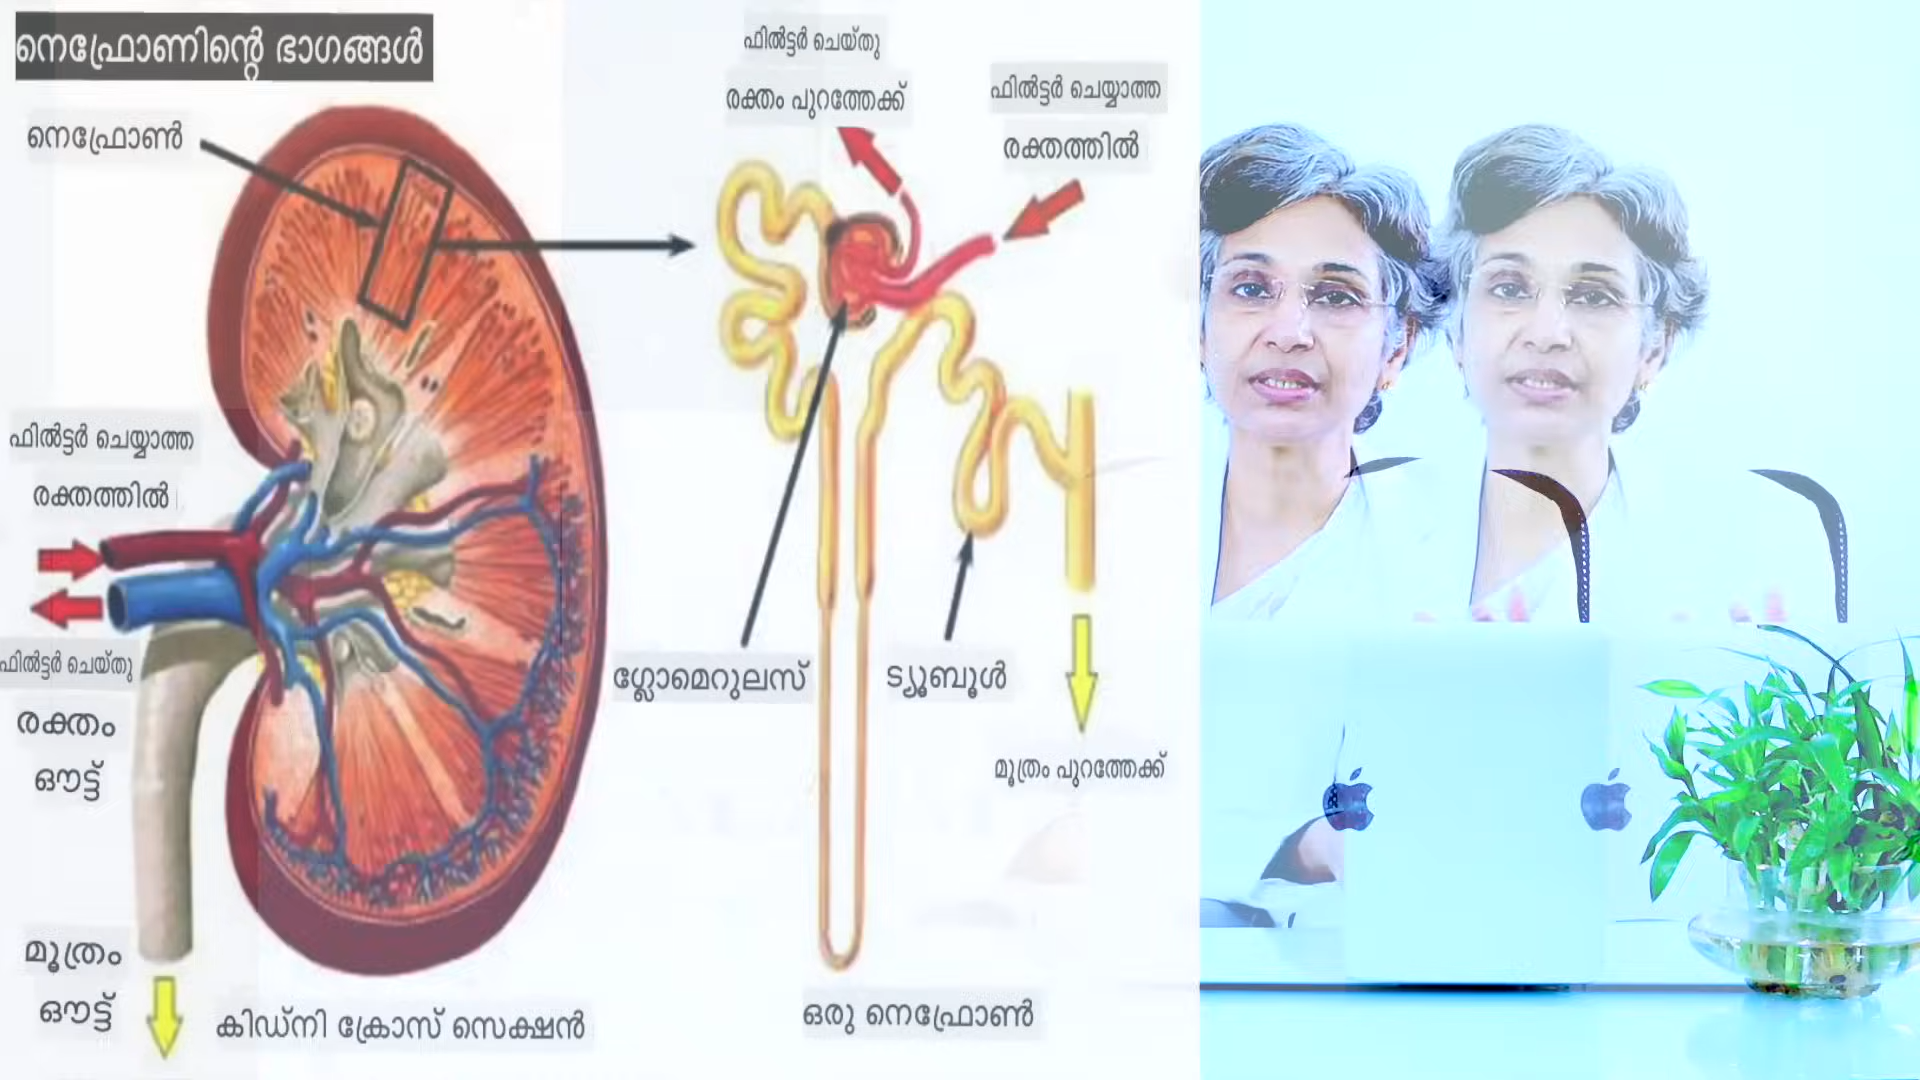 നെഫ്രോണിന്റെ ഭാഗങ്ങൾ
നെഫ്രോൺ
ഫിൽട്ടർ ചെയ്തു
രക്തം പുറത്തേക്ക്
ഫിൽട്ടർ ചെയ്യാത്ത
രക്തത്തിൽ
ഫിൽട്ടർ ചെയ്യാത്ത
രക്തത്തിൽ
ഫിൽട്ടർ ചെയ്തു
രക്തം
ഔട്ട്
ഗ്ലോമെറുലസ്
ട്യൂബൂൾ
മൂത്രം പുറത്തേക്ക്
മൂത്രം
ഔട്ട്
കിഡ്നി ക്രോസ് സെക്ഷൻ
ഒരു നെഫ്രോൺ